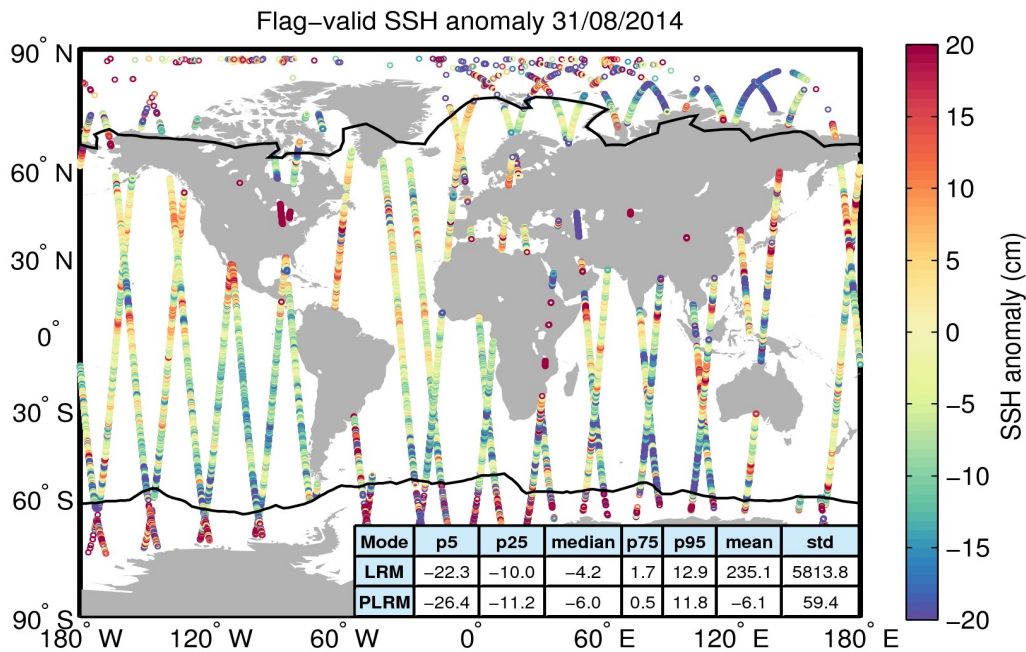 Flag−valid SSH anomaly 31/08/2014
90° N
60° N
30° N
0°
30° S
60° S
90° S
180° W 120° W 60° W 0° 60° E 120° E 180° E
Mode p5 p25 median p75 p95 mean std
LRM −22.3 −10.0 −4.2 1.7 12.9 235.1 5813.8
PLRM −26.4 −11.2 −6.0 0.5 11.8 −6.1 59.4
20
15
10
5
0
−5
−10
−15
−20
SSH anomaly (cm)